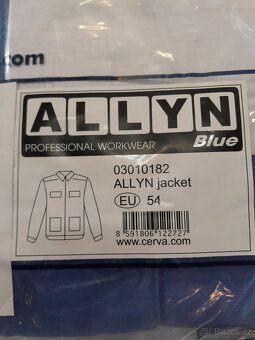 .com
ALLYN
PROFESSIONAL WORKWEAR Blue
03010182
ALLYN jacket
EU 54
8 591806 122727
www.cerva.com